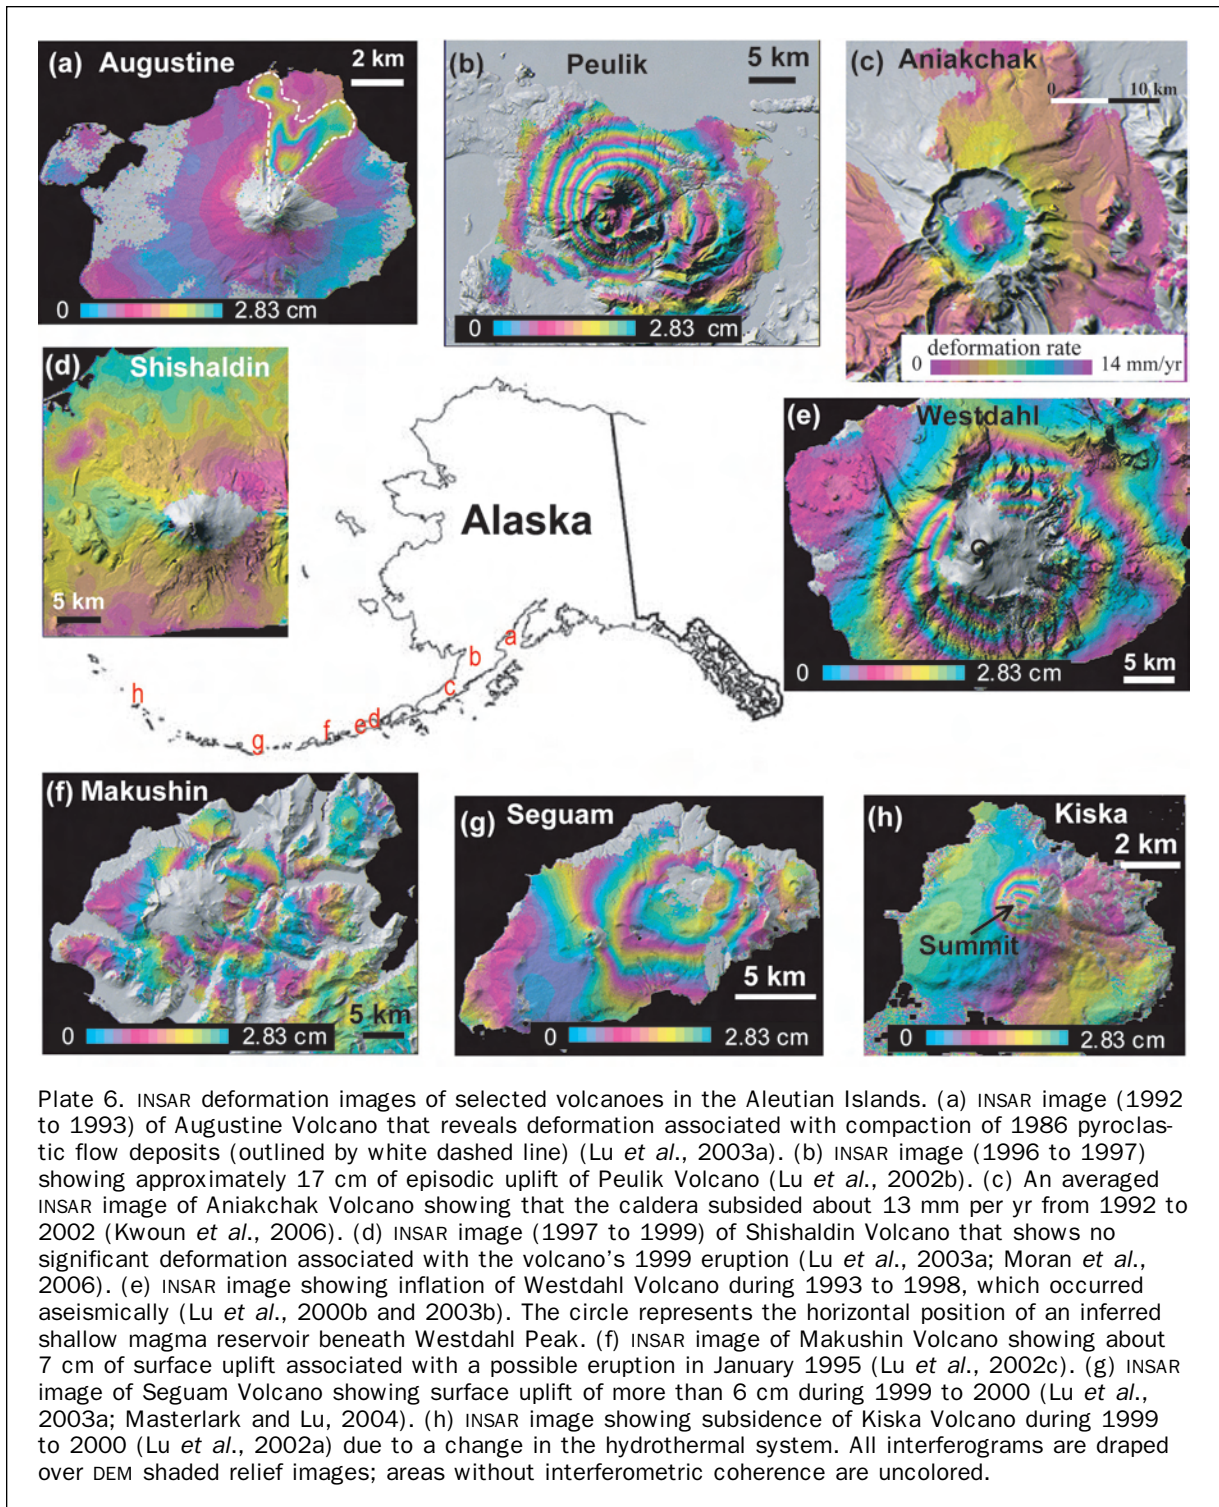 (a) Augustine
2 km
0 2.83 cm
(b) Peulik
5 km
0 2.83 cm
(c) Aniakchak
0 10 km
deformation rate
0 14 mm/yr
(d)
Shishaldin
5 km
Alaska
a
b
c
h
g
f
e
d
(e) Westdahl
0 2.83 cm
5 km
(f) Makushin
5 km
0 2.83 cm
(g) Seguam
5 km
0 2.83 cm
(h) Kiska
2 km
Summit
0 2.83 cm
Plate 6. INSAR deformation images of selected volcanoes in the Aleutian Islands. (a) INSAR image (1992
to 1993) of Augustine Volcano that reveals deformation associated with compaction of 1986 pyroclas-
tic flow deposits (outlined by white dashed line) (Lu et al., 2003a). (b) INSAR image (1996 to 1997)
showing approximately 17 cm of episodic uplift of Peulik Volcano (Lu et al., 2002b). (c) An averaged
INSAR image of Aniakchak Volcano showing that the caldera subsided about 13 mm per yr from 1992 to
2002 (Kwoun et al., 2006). (d) INSAR image (1997 to 1999) of Shishaldin Volcano that shows no
significant deformation associated with the volcano's 1999 eruption (Lu et al., 2003a; Moran et al.,
2006). (e) INSAR image showing inflation of Westdahl Volcano during 1993 to 1998, which occurred
aseismically (Lu et al., 2000b and 2003b). The circle represents the horizontal position of an inferred
shallow magma reservoir beneath Westdahl Peak. (f) INSAR image of Makushin Volcano showing about
7 cm of surface uplift associated with a possible eruption in January 1995 (Lu et al., 2002c). (g) INSAR
image of Seguam Volcano showing surface uplift of more than 6 cm during 1999 to 2000 (Lu et al.,
2003a; Masterlark and Lu, 2004). (h) INSAR image showing subsidence of Kiska Volcano during 1999
to 2000 (Lu et al., 2002a) due to a change in the hydrothermal system. All interferograms are draped
over DEM shaded relief images; areas without interferometric coherence are uncolored.